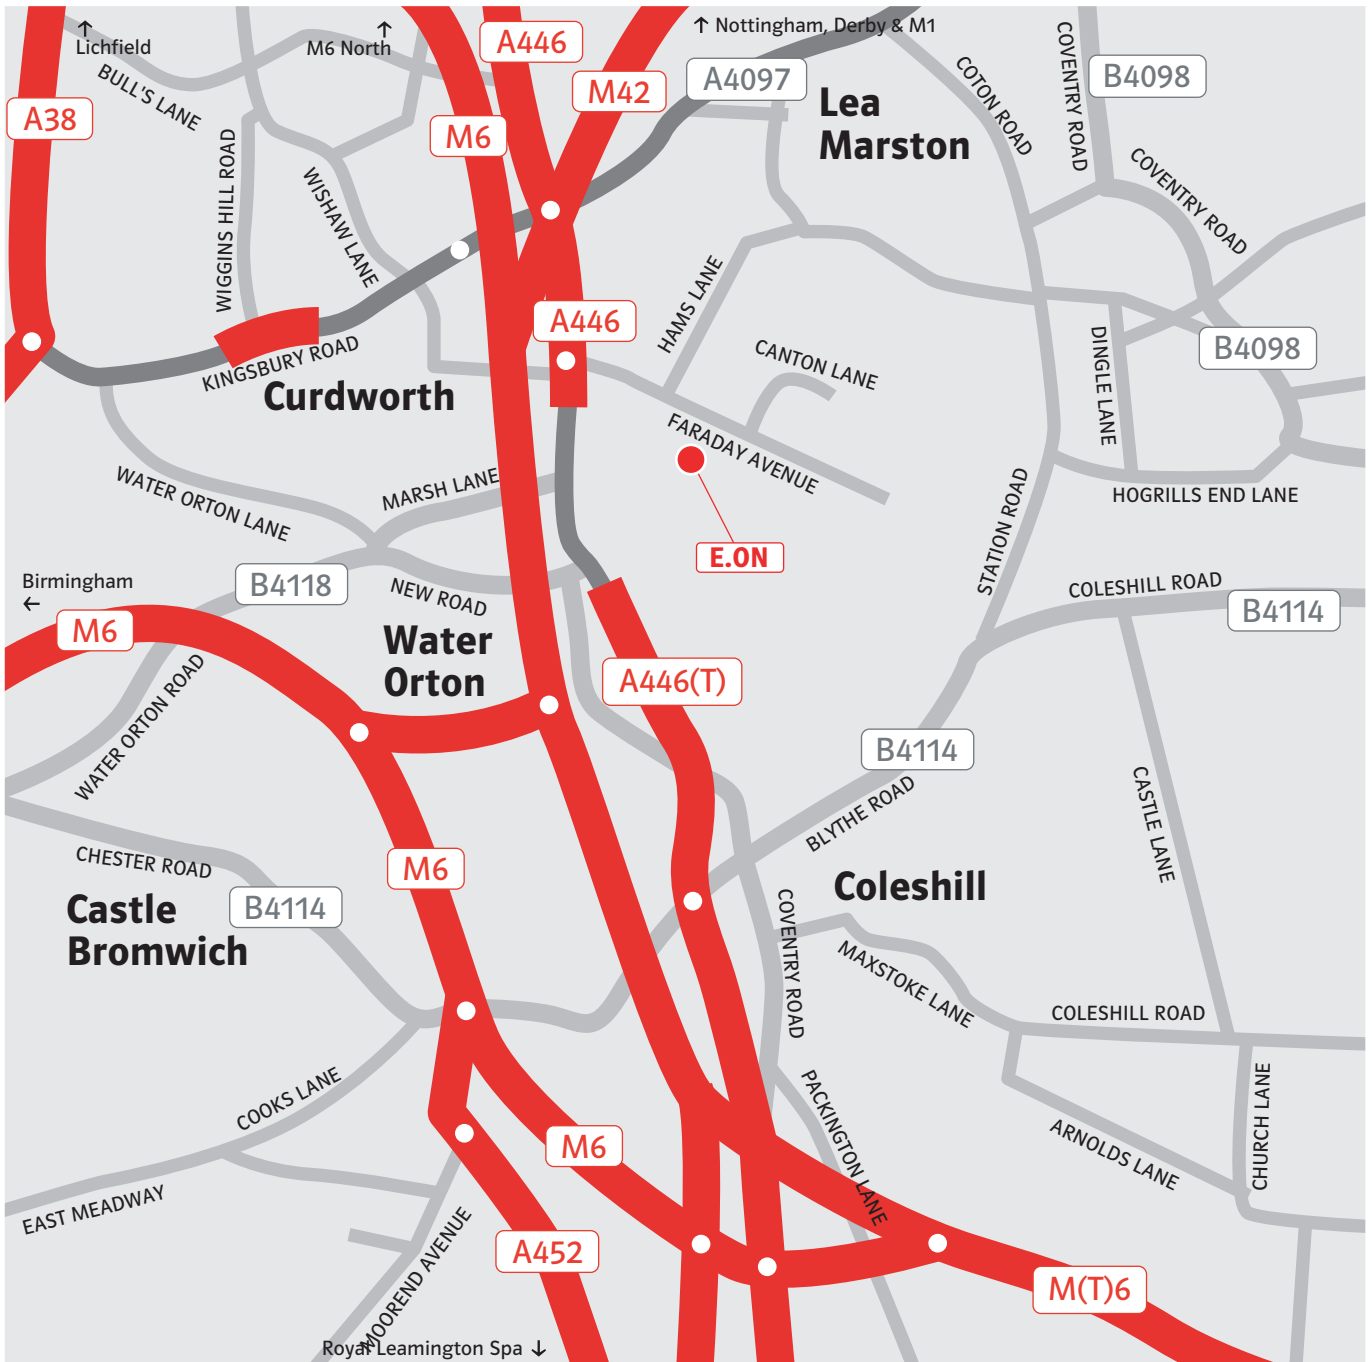 Lichfield
M6 North
A446
Nottingham, Derby & M1
BULL'S LANE
A38
M42
A4097
M6
Lea
Marston
COTON ROAD
COVENTRY ROAD
B4098
COVENTRY ROAD
WIGGINS HILL ROAD
WISHAW LANE
HAMS LANE
A446
DINGLE LANE
B4098
KINGSBURY ROAD
Curdworth
CANTON LANE
FARADAY AVENUE
WATER ORTON LANE
MARSH LANE
HOGRILLS END LANE
STATION ROAD
E.ON
Birmingham
B4118
NEW ROAD
COLESHILL ROAD
B4114
M6
Water
Orton
A446(T)
WATER ORTON ROAD
B4114
BLYTHE ROAD
CASTLE LANE
CHESTER ROAD
M6
Castle
Bromwich
B4114
Coleshill
COVENTRY ROAD
MAXSTOKE LANE
COLESHILL ROAD
COOKS LANE
PACKINGTON LANE
CHURCH LANE
ARNOLDS LANE
M6
EAST MEADWAY
MOOREND AVENUE
A452
M(T)6
Royal Leamington Spa